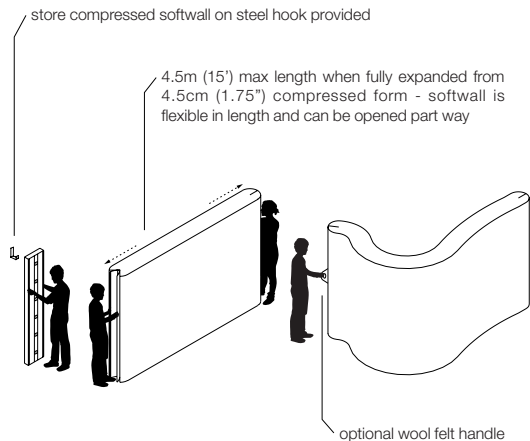 store compressed softwall on steel hook provided
4.5m (15’) max length when fully expanded from
4.5cm (1.75”) compressed form - softwall is
flexible in length and can be opened part way
optional wool felt handle